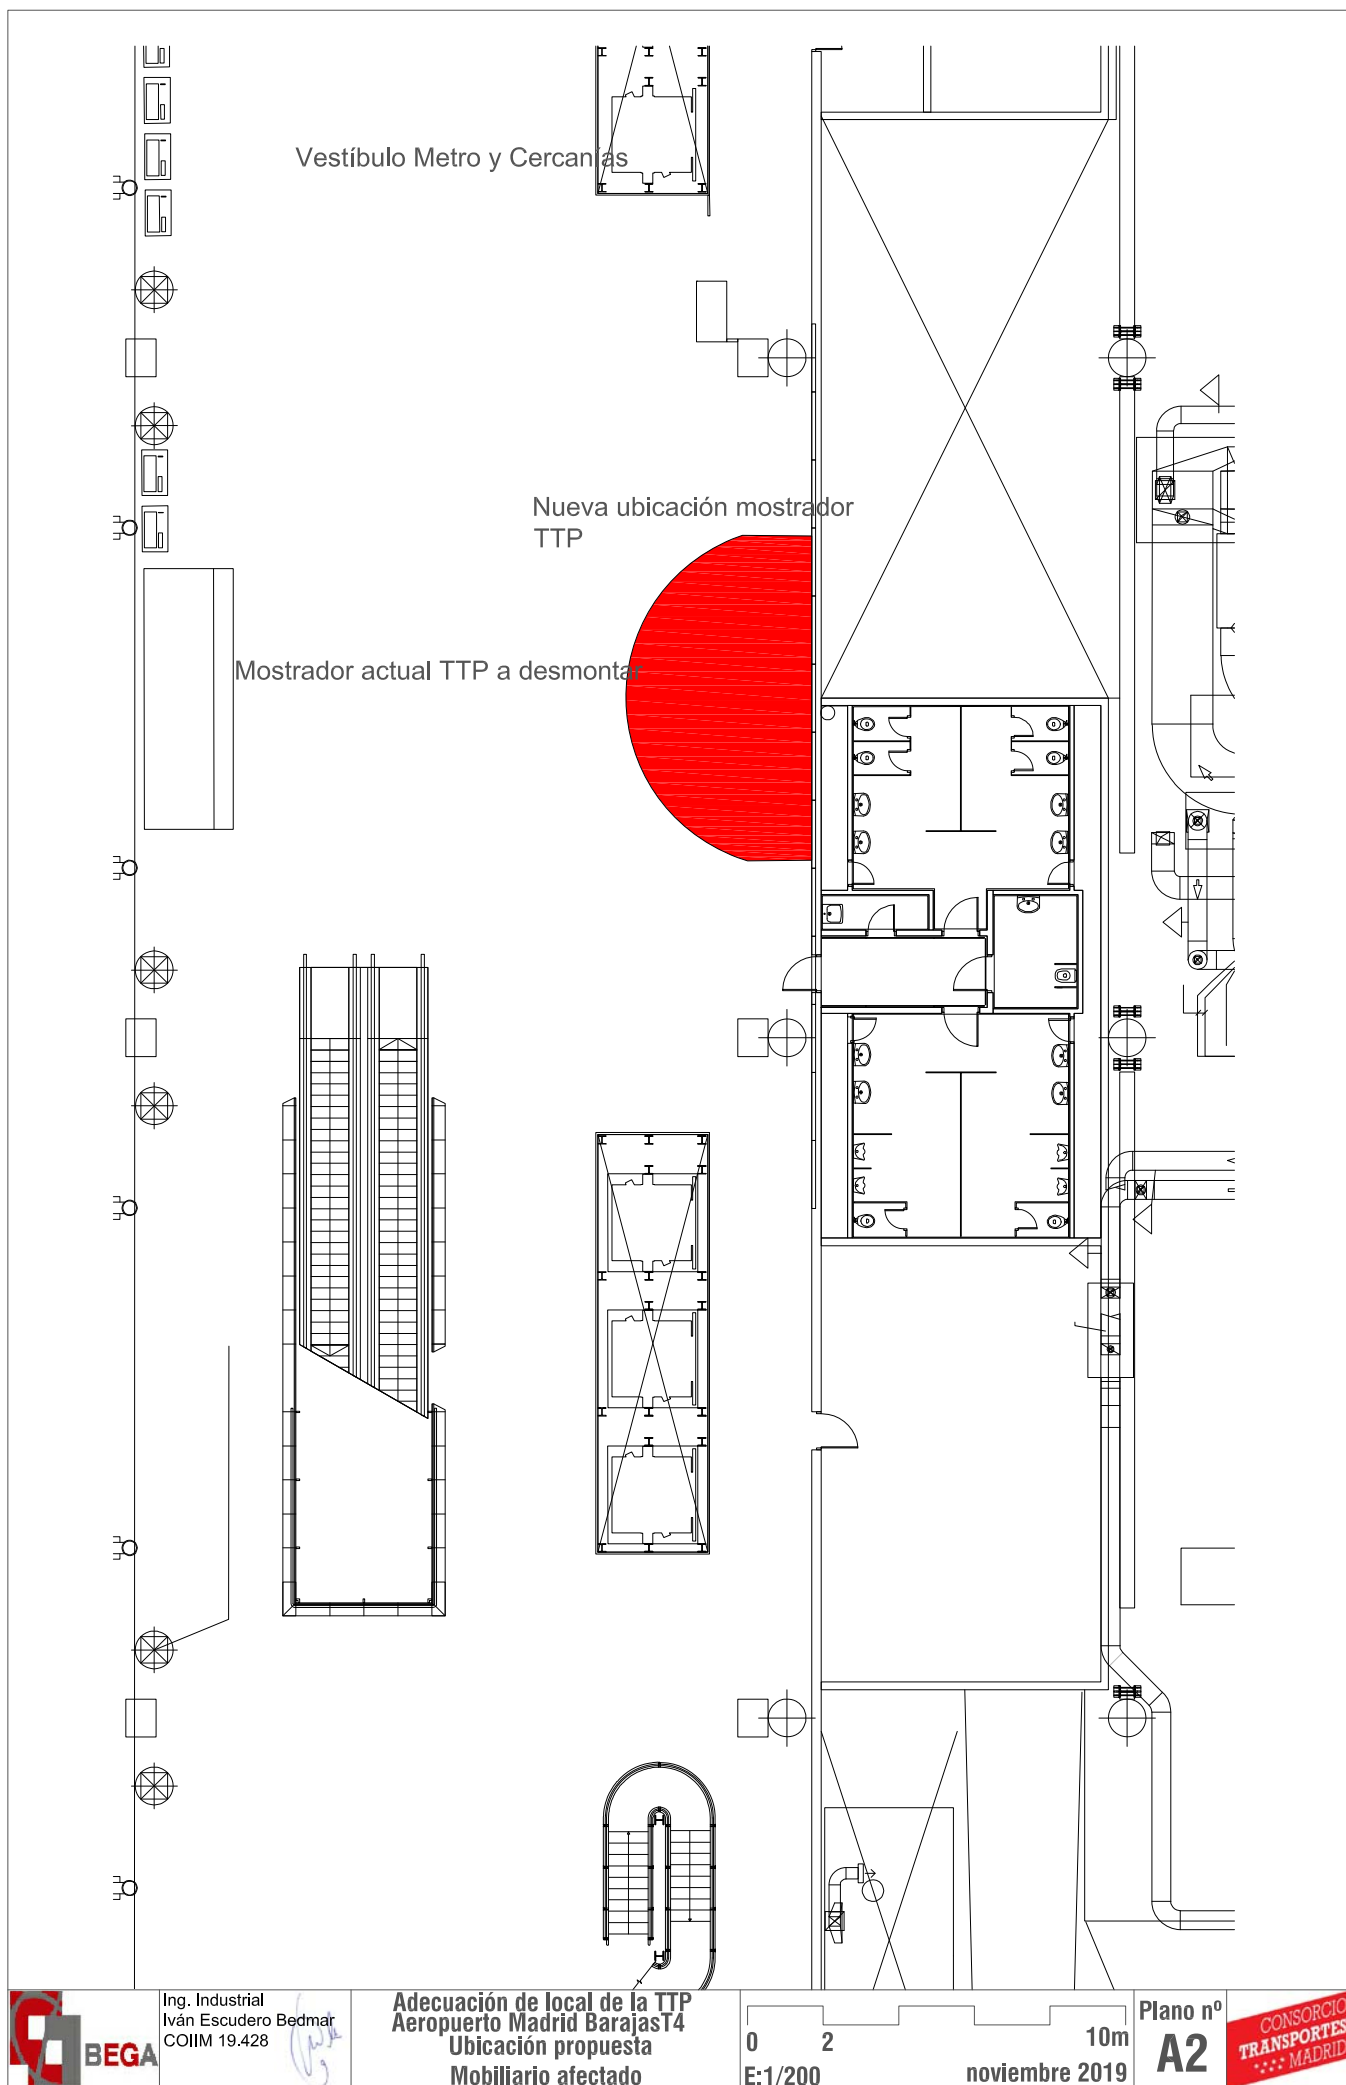 Vestíbulo Metro y Cercanías
Nueva ubicación mostrador
TTP
Mostrador actual TTP a desmontar
BEGA
Ing. Industrial
Iván Escudero Bedmar
COIIM 19.428
Adecuación de local de la TTP
Aeropuerto Madrid BarajasT4
Ubicación propuesta
Mobiliario afectado
0 2 10m
E:1/200 noviembre 2019
Plano nº
A2
CONSORCIO
TRANSPORTES
MADRID